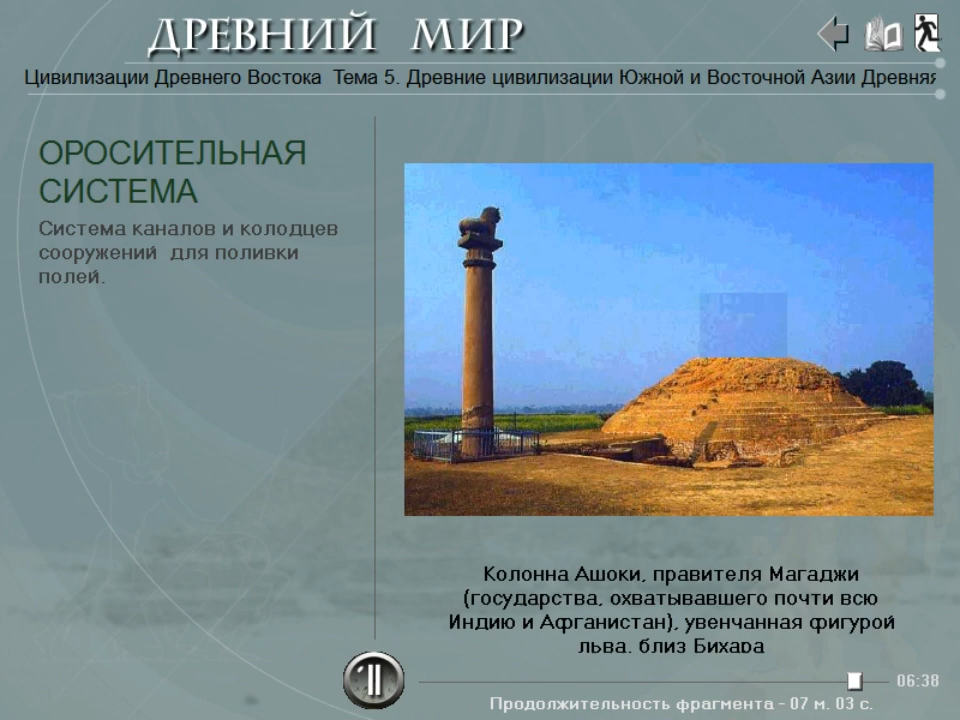 ДРЕВНИЙ МИР
Цивилизации Древнего Востока Тема 5. Древние цивилизации Южной и Восточной Азии Древняя
ОРОСИТЕЛЬНАЯ
СИСТЕМА
Система каналов и колодцев
сооружений для поливки
полей.
Колонна Ашоки, правителя Магаджи
(государства, охватывавшего почти всю
Индию и Афганистан), увенчанная фигурой
льва, близ Бихара
06:38
Продолжительность фрагмента - 07 м. 03 с.